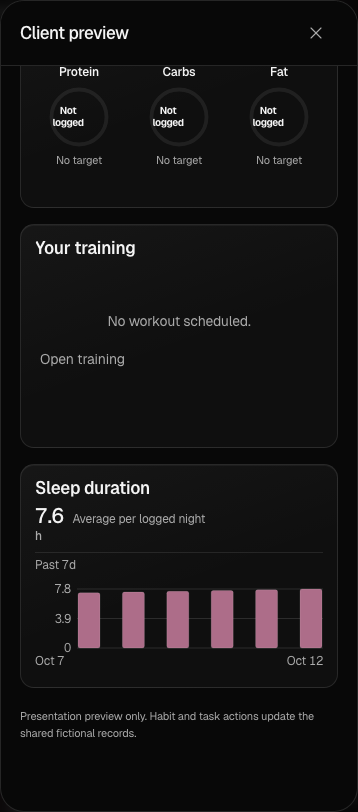 Client preview
Protein Carbs Fat
Not Not Not
logged logged logged
No target No target No target
Your training
No workout scheduled.
Open training
Sleep duration
7.6 Average per logged night
h
Past 7d
7.8
3.9
0
Oct 7 Oct 12
Presentation preview only. Habit and task actions update the
shared fictional records.